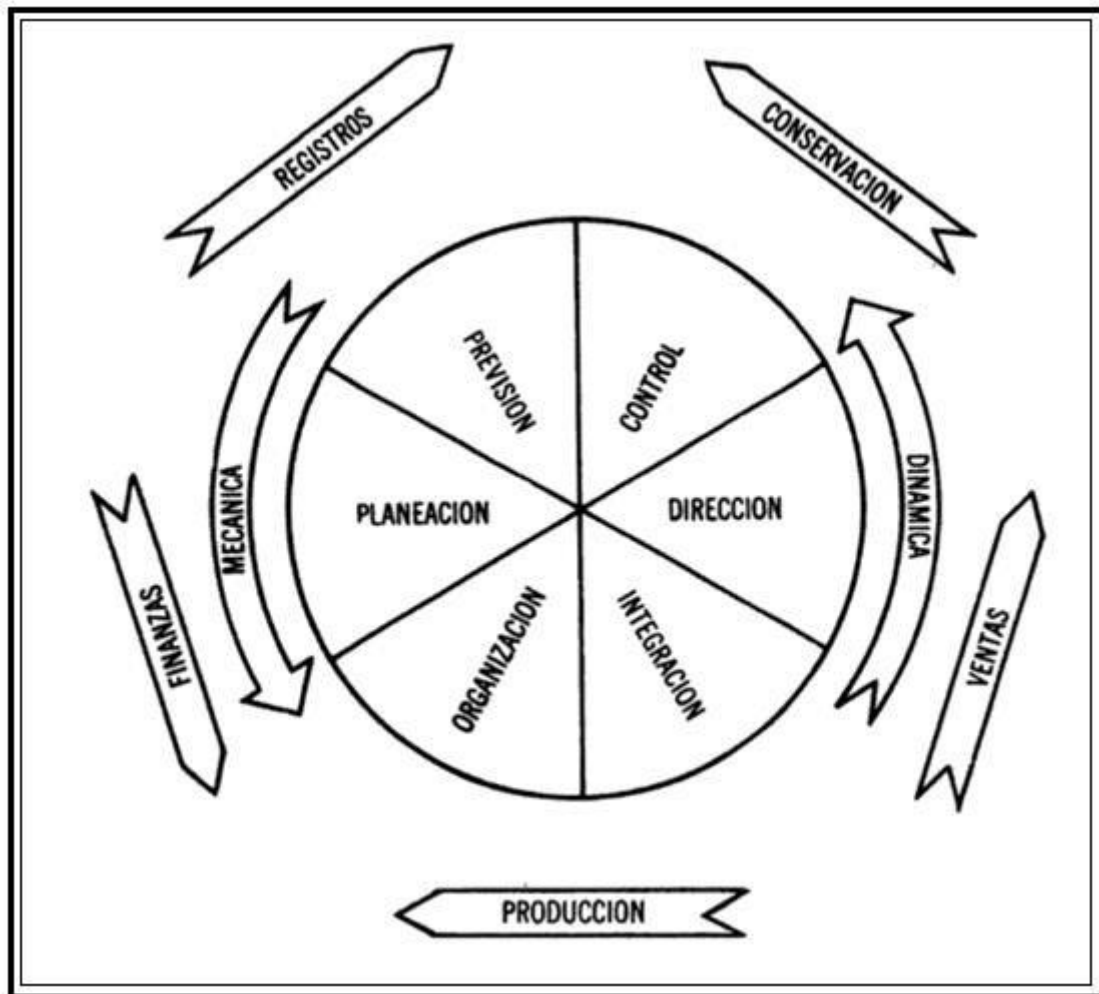 REGISTROS
CONSERVACION
PREVISION
CONTROL
MECANICA
PLANEACION
DIRECCION
DINAMICA
FINANZAS
ORGANIZACION
INTEGRACION
VENTAS
PRODUCCION